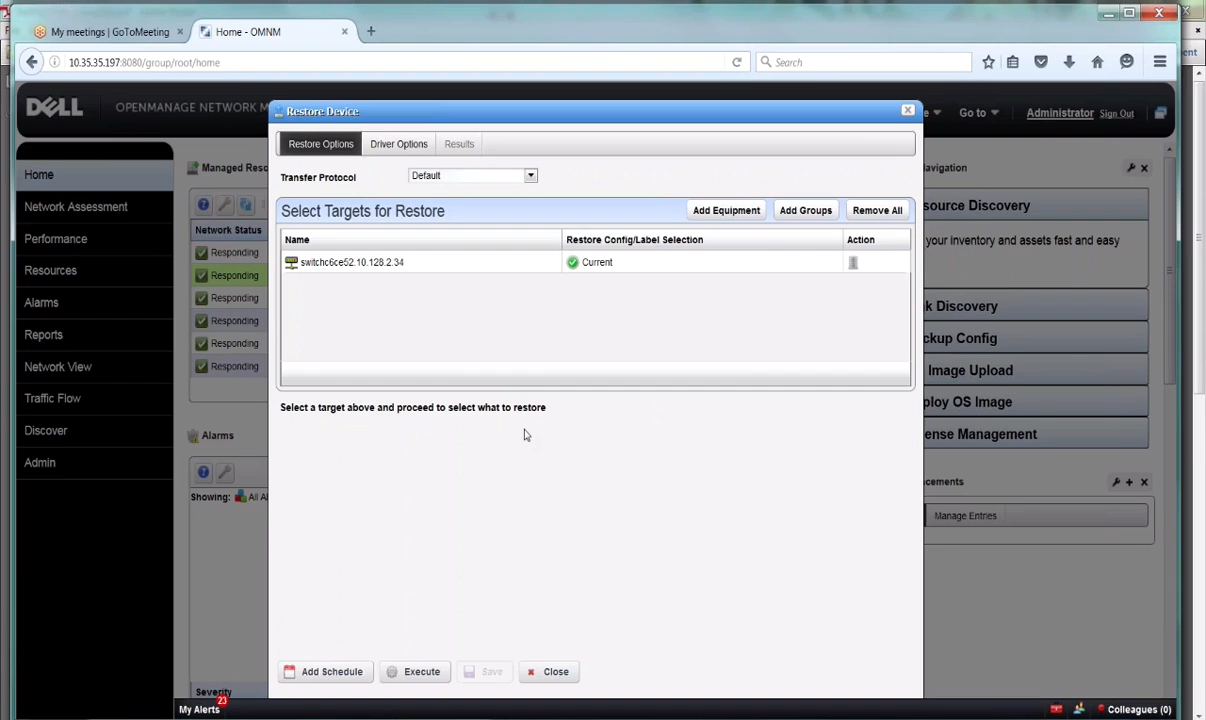 My meetings | GoToMeeting
Home - OMNM
10.35.35.197:8080/group/root/home
Search
DELL
OPENMANAGE NETWORK M
Go to
Administrator
Sign Out
Restore Device
Restore Options
Driver Options
Results
Transfer Protocol
Default
Select Targets for Restore
Add Equipment
Add Groups
Remove All
Name
Restore Config/Label Selection
Action
switchc6ce52.10.128.2.34
Current
Select a target above and proceed to select what to restore
Add Schedule
Execute
Save
Close
Home
Network Assessment
Performance
Resources
Alarms
Reports
Network View
Traffic Flow
Discover
Admin
Managed Reso
Network Status
Responding
Responding
Responding
Responding
Responding
Responding
Alarms
Showing:
All Al
Severity
avigation
source Discovery
your inventory and assets fast and easy
k Discovery
ckup Config
Image Upload
ploy OS Image
ense Management
ncements
Manage Entries
My Alerts
23
Colleagues (0)